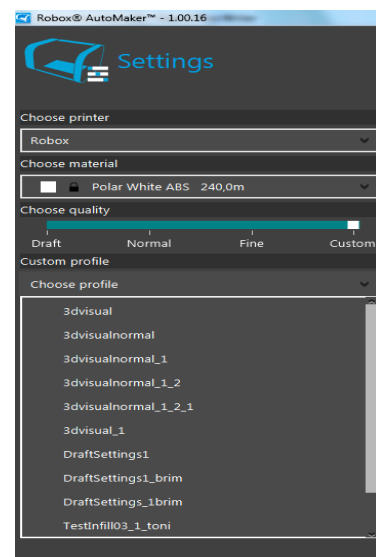 Robox® AutoMaker™ - 1.00.16
Settings
Choose printer
Robox
Choose material
Polar White ABS 240,0m
Choose quality
Draft Normal Fine Custom
Custom profile
Choose profile
3dvisual
3dvisualnormal
3dvisualnormal_1
3dvisualnormal_1_2
3dvisualnormal_1_2_1
3dvisual_1
DraftSettings1
DraftSettings1_brim
DraftSettings_1brim
TestInfill03_1_toni